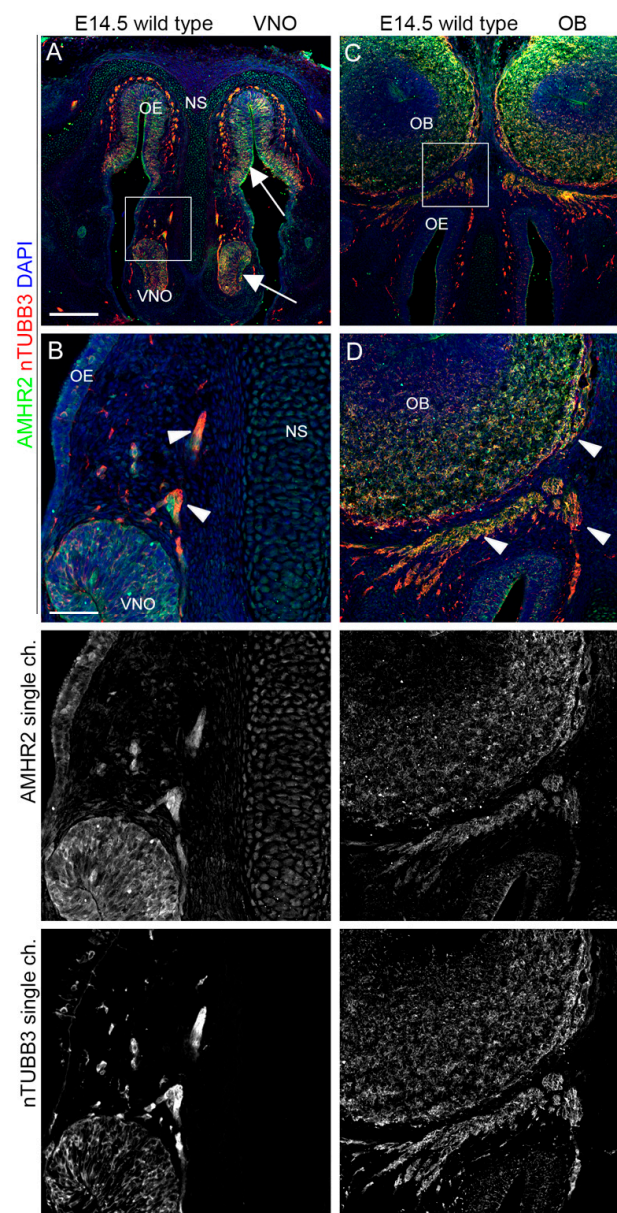 E14.5 wild type VNO E14.5 wild type OB
AMHR2 nTUBB3 DAPI
A
OE
NS
VNO
C
OB
OE
B
OE
NS
VNO
D
OB
AMHR2 single ch.
nTUBB3 single ch.